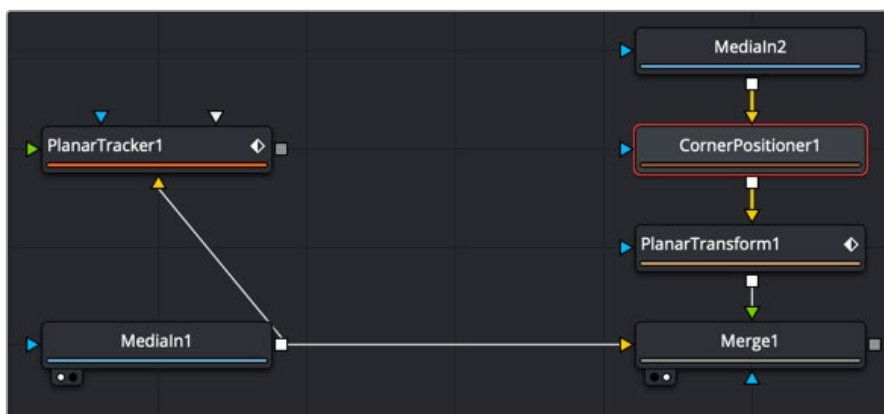 MediaIn2
PlanarTracker1
CornerPositioner1
PlanarTransform1
MediaIn1
Merge1